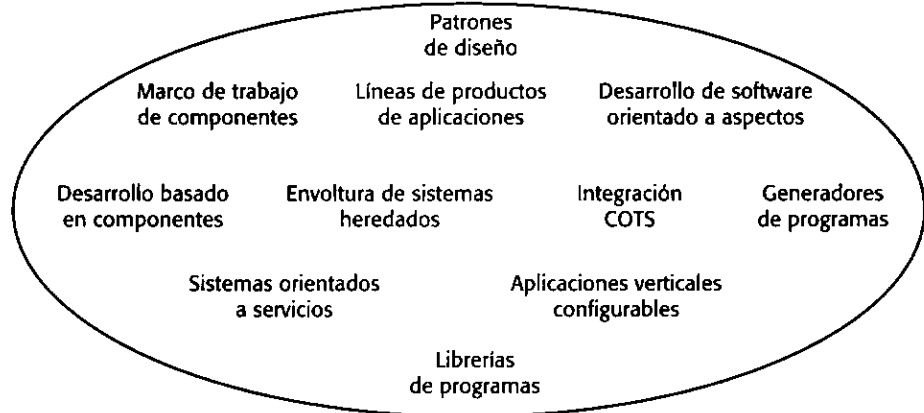 Patrones
de diseño
Marco de trabajo
de componentes
Líneas de productos
de aplicaciones
Desarrollo de software
orientado a aspectos
Desarrollo basado
en componentes
Envoltura de sistemas
heredados
Integración
COTS
Generadores
de programas
Sistemas orientados
a servicios
Aplicaciones verticales
configurables
Librerías
de programas